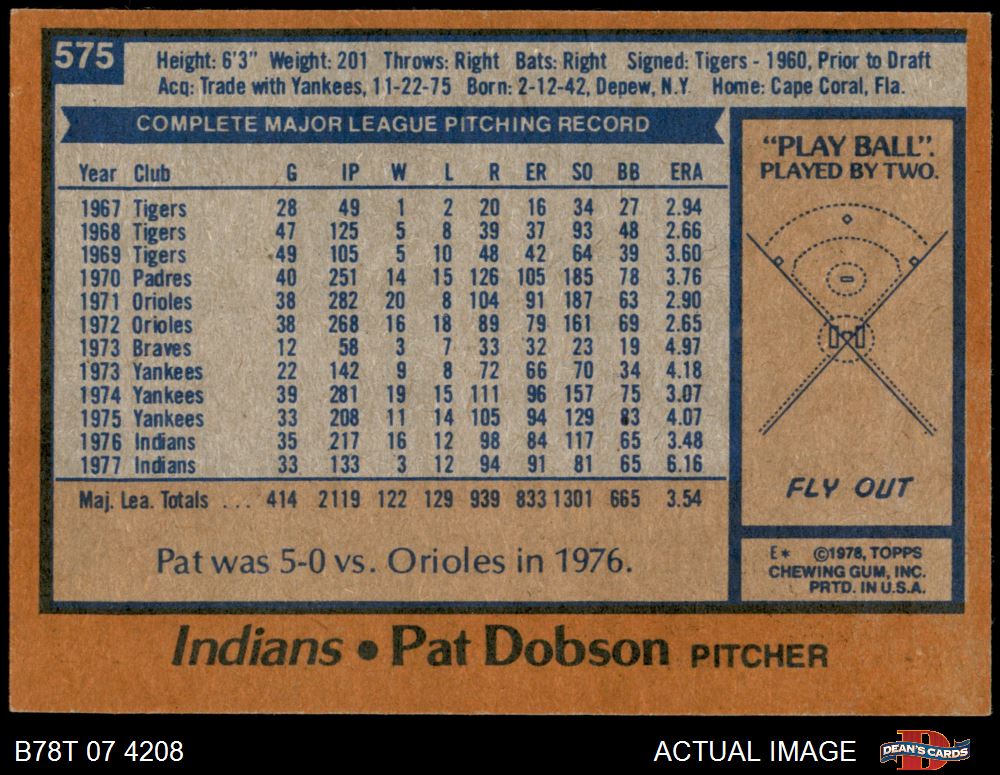 575
Height: 6'3" Weight: 201 Throws: Right Bats: Right Signed: Tigers - 1960, Prior to Draft
Acq: Trade with Yankees, 11-22-75 Born: 2-12-42, Depew, N.Y. Home: Cape Coral, Fla.
COMPLETE MAJOR LEAGUE PITCHING RECORD
Year Club G IP W L R ER SO BB ERA
1967 Tigers 28 49 1 2 20 16 34 27 2.94
1968 Tigers 47 125 5 8 39 37 93 48 2.66
1969 Tigers 49 105 5 10 48 42 64 39 3.60
1970 Padres 40 251 14 15 126 105 185 78 3.76
1971 Orioles 38 282 20 8 104 91 187 63 2.90
1972 Orioles 38 268 16 18 89 79 161 69 2.65
1973 Braves 12 58 3 7 33 32 23 19 4.97
1973 Yankees 22 142 9 8 72 66 70 34 4.18
1974 Yankees 39 281 19 15 111 96 157 75 3.07
1975 Yankees 33 208 11 14 105 94 129 83 4.07
1976 Indians 35 217 16 12 98 84 117 65 3.48
1977 Indians 33 133 3 12 94 91 81 65 6.16
Maj. Lea. Totals ... 414 2119 122 129 939 833 1301 665 3.54
Pat was 5-0 vs. Orioles in 1976.
"PLAY BALL".
PLAYED BY TWO.
FLY OUT
E* ©1978, TOPPS
CHEWING GUM, INC.
PRTD. IN U.S.A.
Indians • Pat Dobson PITCHER
B78T 07 4208
ACTUAL IMAGE
DEAN'S CARDS